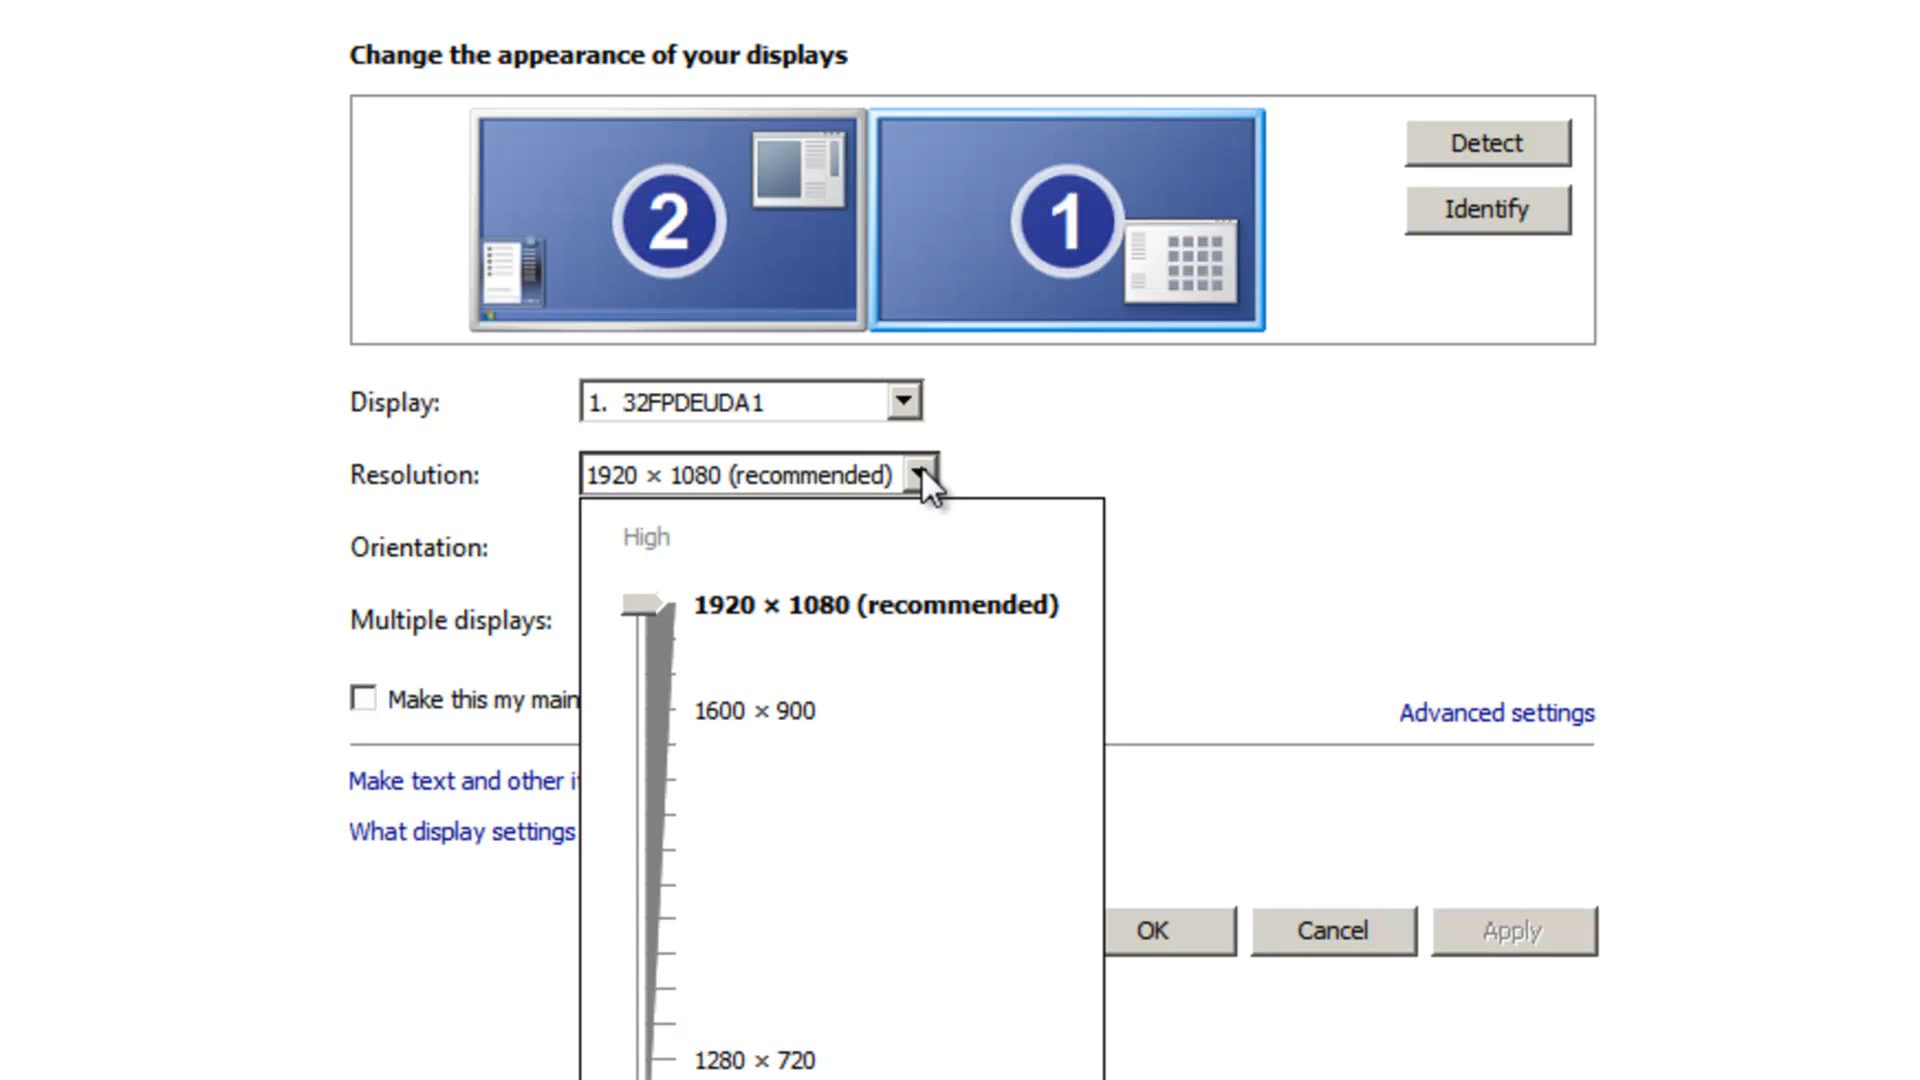 Change the appearance of your displays
2
1
Detect
Identify
Display:
1. 32FPDEUDA1
Resolution:
1920 × 1080 (recommended)
High
Orientation:
1920 × 1080 (recommended)
Multiple displays:
1600 × 900
Make this my main
Advanced settings
Make text and other
What display settings
OK
Cancel
Apply
1280 × 720